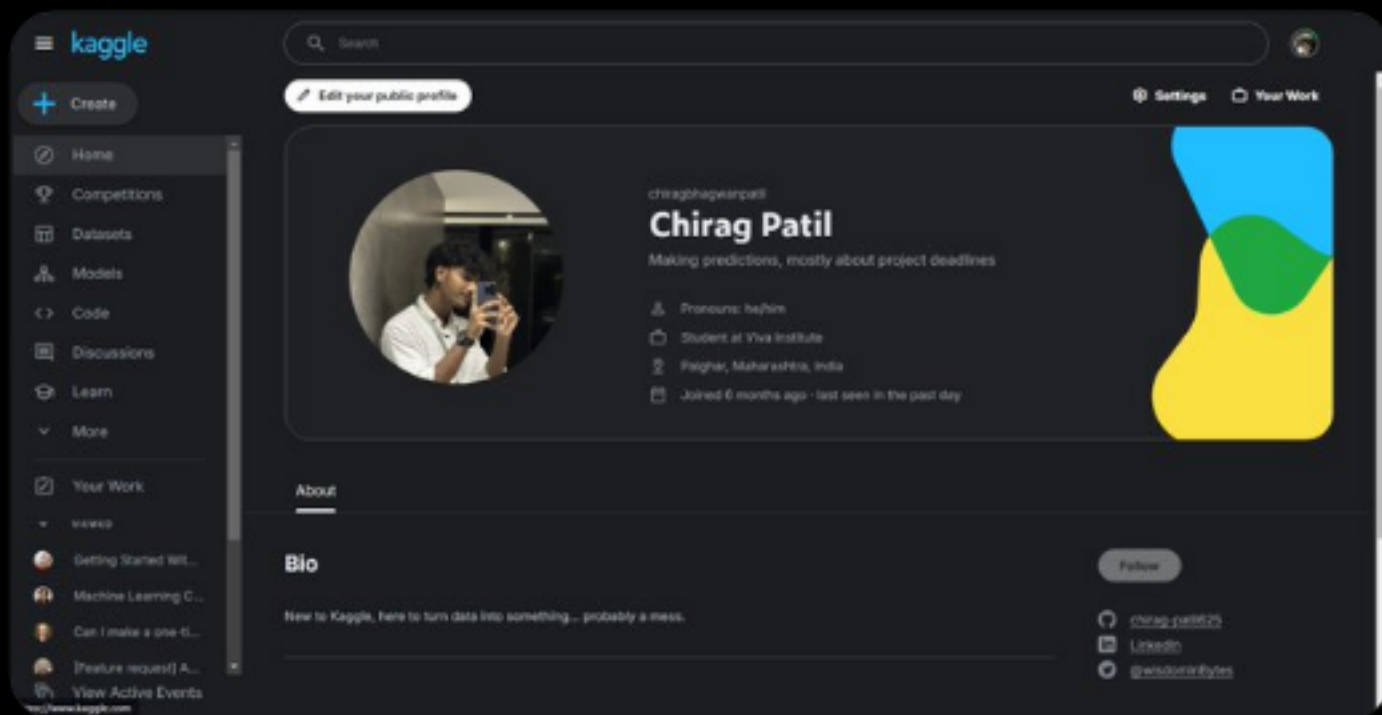 kaggle
Search
Create
Edit your public profile
Settings
Your Work
Home
Competitions
Datasets
Models
Code
Discussions
Learn
More
Your Work
VIEWED
Getting Started Wit...
Machine Learning C...
Can I make a one-ti...
[Feature request] A...
View Active Events
chiragbhagwanpatil
Chirag Patil
Making predictions, mostly about project deadlines
Pronouns: he/him
Student at Viva Institute
Palghar, Maharashtra, India
Joined 6 months ago · last seen in the past day
About
Bio
New to Kaggle, here to turn data into something... probably a mess.
Follow
chirag-patil625
LinkedIn
@wisdominBytes
://www.kaggle.com